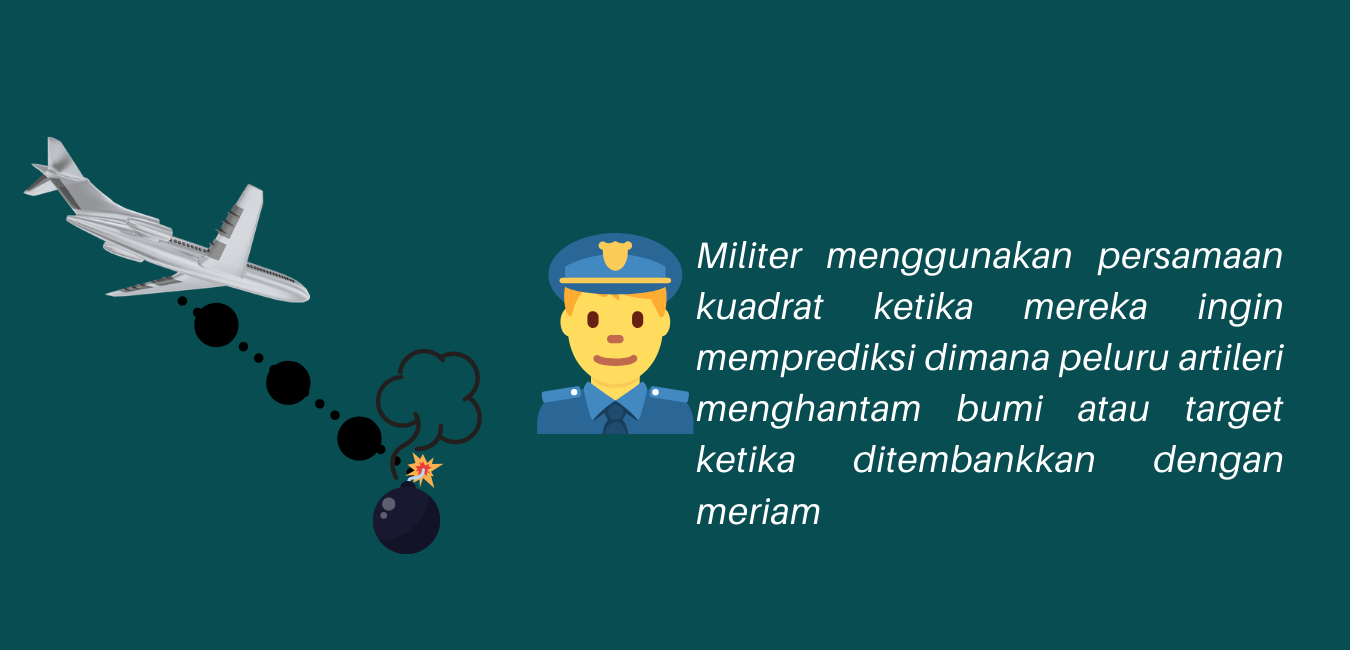 Militer menggunakan persamaan
kuadrat ketika mereka ingin
memprediksi dimana peluru artileri
menghantam bumi atau target
ketika ditembankkan dengan
meriam